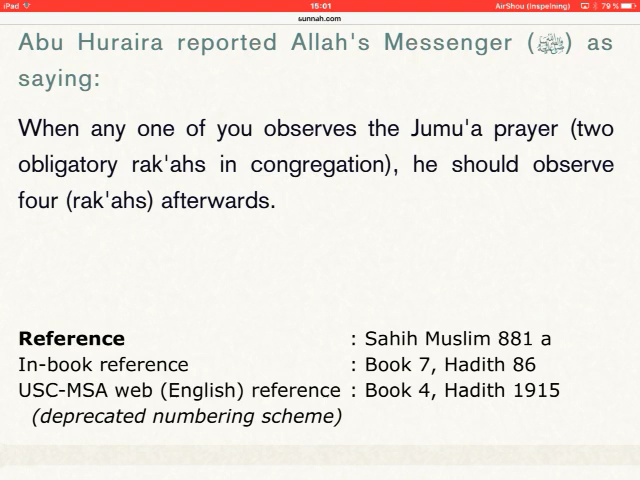 iPad 15:01 AirShou (Inspelning) 79 %
sunnah.com
Abu Huraira reported Allah's Messenger (ﷺ) as
saying:
When any one of you observes the Jumu'a prayer (two
obligatory rak'ahs in congregation), he should observe
four (rak'ahs) afterwards.
Reference : Sahih Muslim 881 a
In-book reference : Book 7, Hadith 86
USC-MSA web (English) reference : Book 4, Hadith 1915
(deprecated numbering scheme)